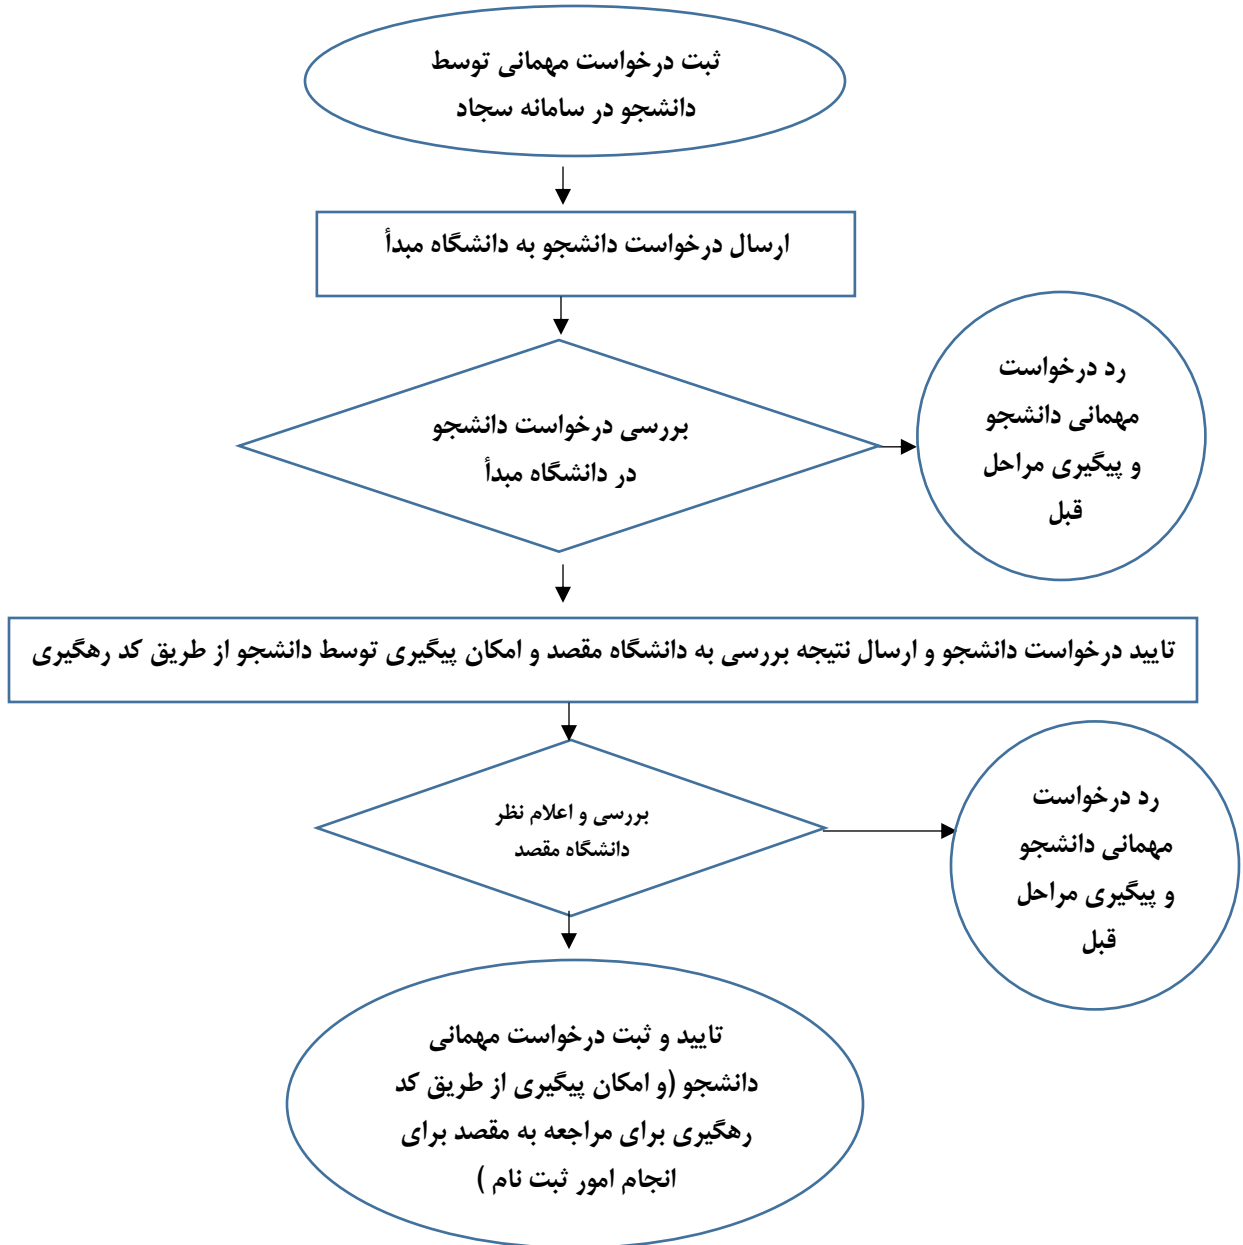 ثبت درخواست مهمانی توسط
دانشجو در سامانه سجاد
ارسال درخواست دانشجو به دانشگاه مبدأ
بررسی درخواست دانشجو
در دانشگاه مبدأ
رد درخواست
مهمانی دانشجو
و پیگیری مراحل
قبل
تایید درخواست دانشجو و ارسال نتیجه بررسی به دانشگاه مقصد و امکان پیگیری توسط دانشجو از طریق کد رهگیری
بررسی و اعلام نظر
دانشگاه مقصد
رد درخواست
مهمانی دانشجو
و پیگیری مراحل
قبل
تایید و ثبت درخواست مهمانی
دانشجو (و امکان پیگیری از طریق کد
رهگیری برای مراجعه به مقصد برای
انجام امور ثبت نام )